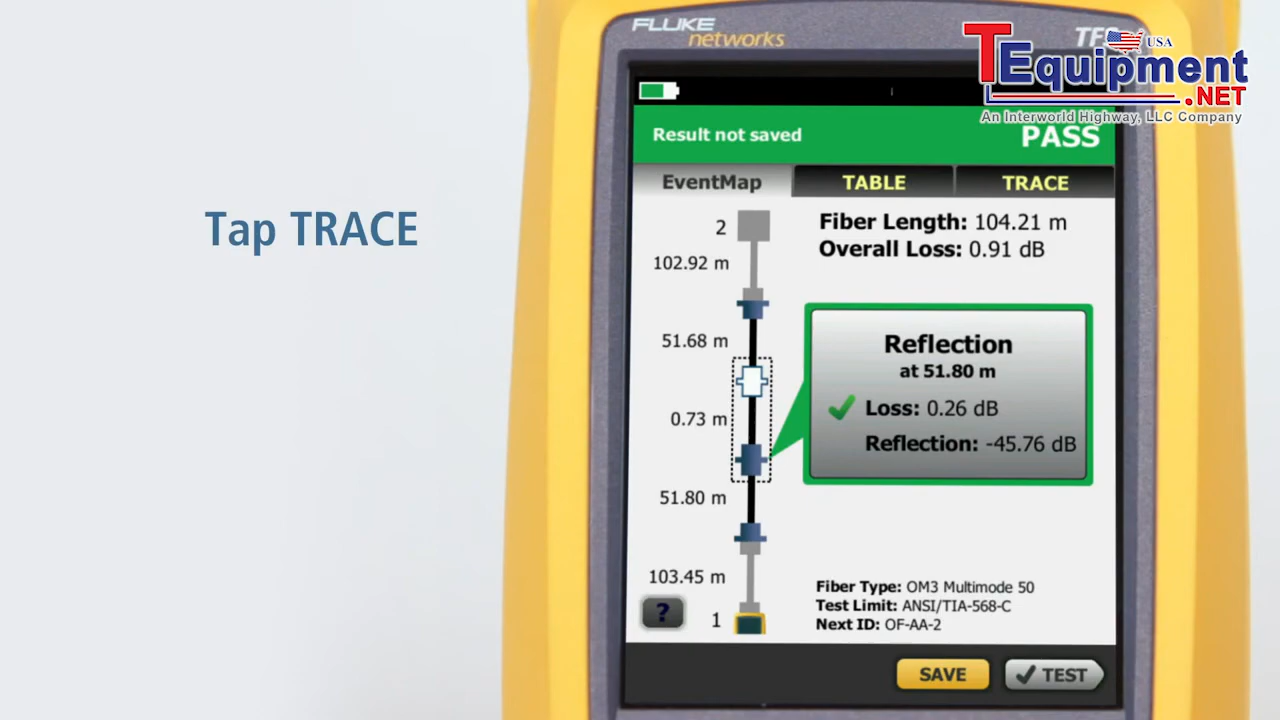 FLUKE
networks
TEquipment
USA
.NET
An Interworld Highway, LLC Company
Result not saved
PASS
EventMap
TABLE
TRACE
Tap TRACE
2
Fiber Length: 104.21 m
Overall Loss: 0.91 dB
102.92 m
51.68 m
Reflection
at 51.80 m
Loss: 0.26 dB
0.73 m
Reflection: -45.76 dB
51.80 m
103.45 m
Fiber Type: OM3 Multimode 50
Test Limit: ANSI/TIA-568-C
Next ID: OF-AA-2
?
1
SAVE
TEST